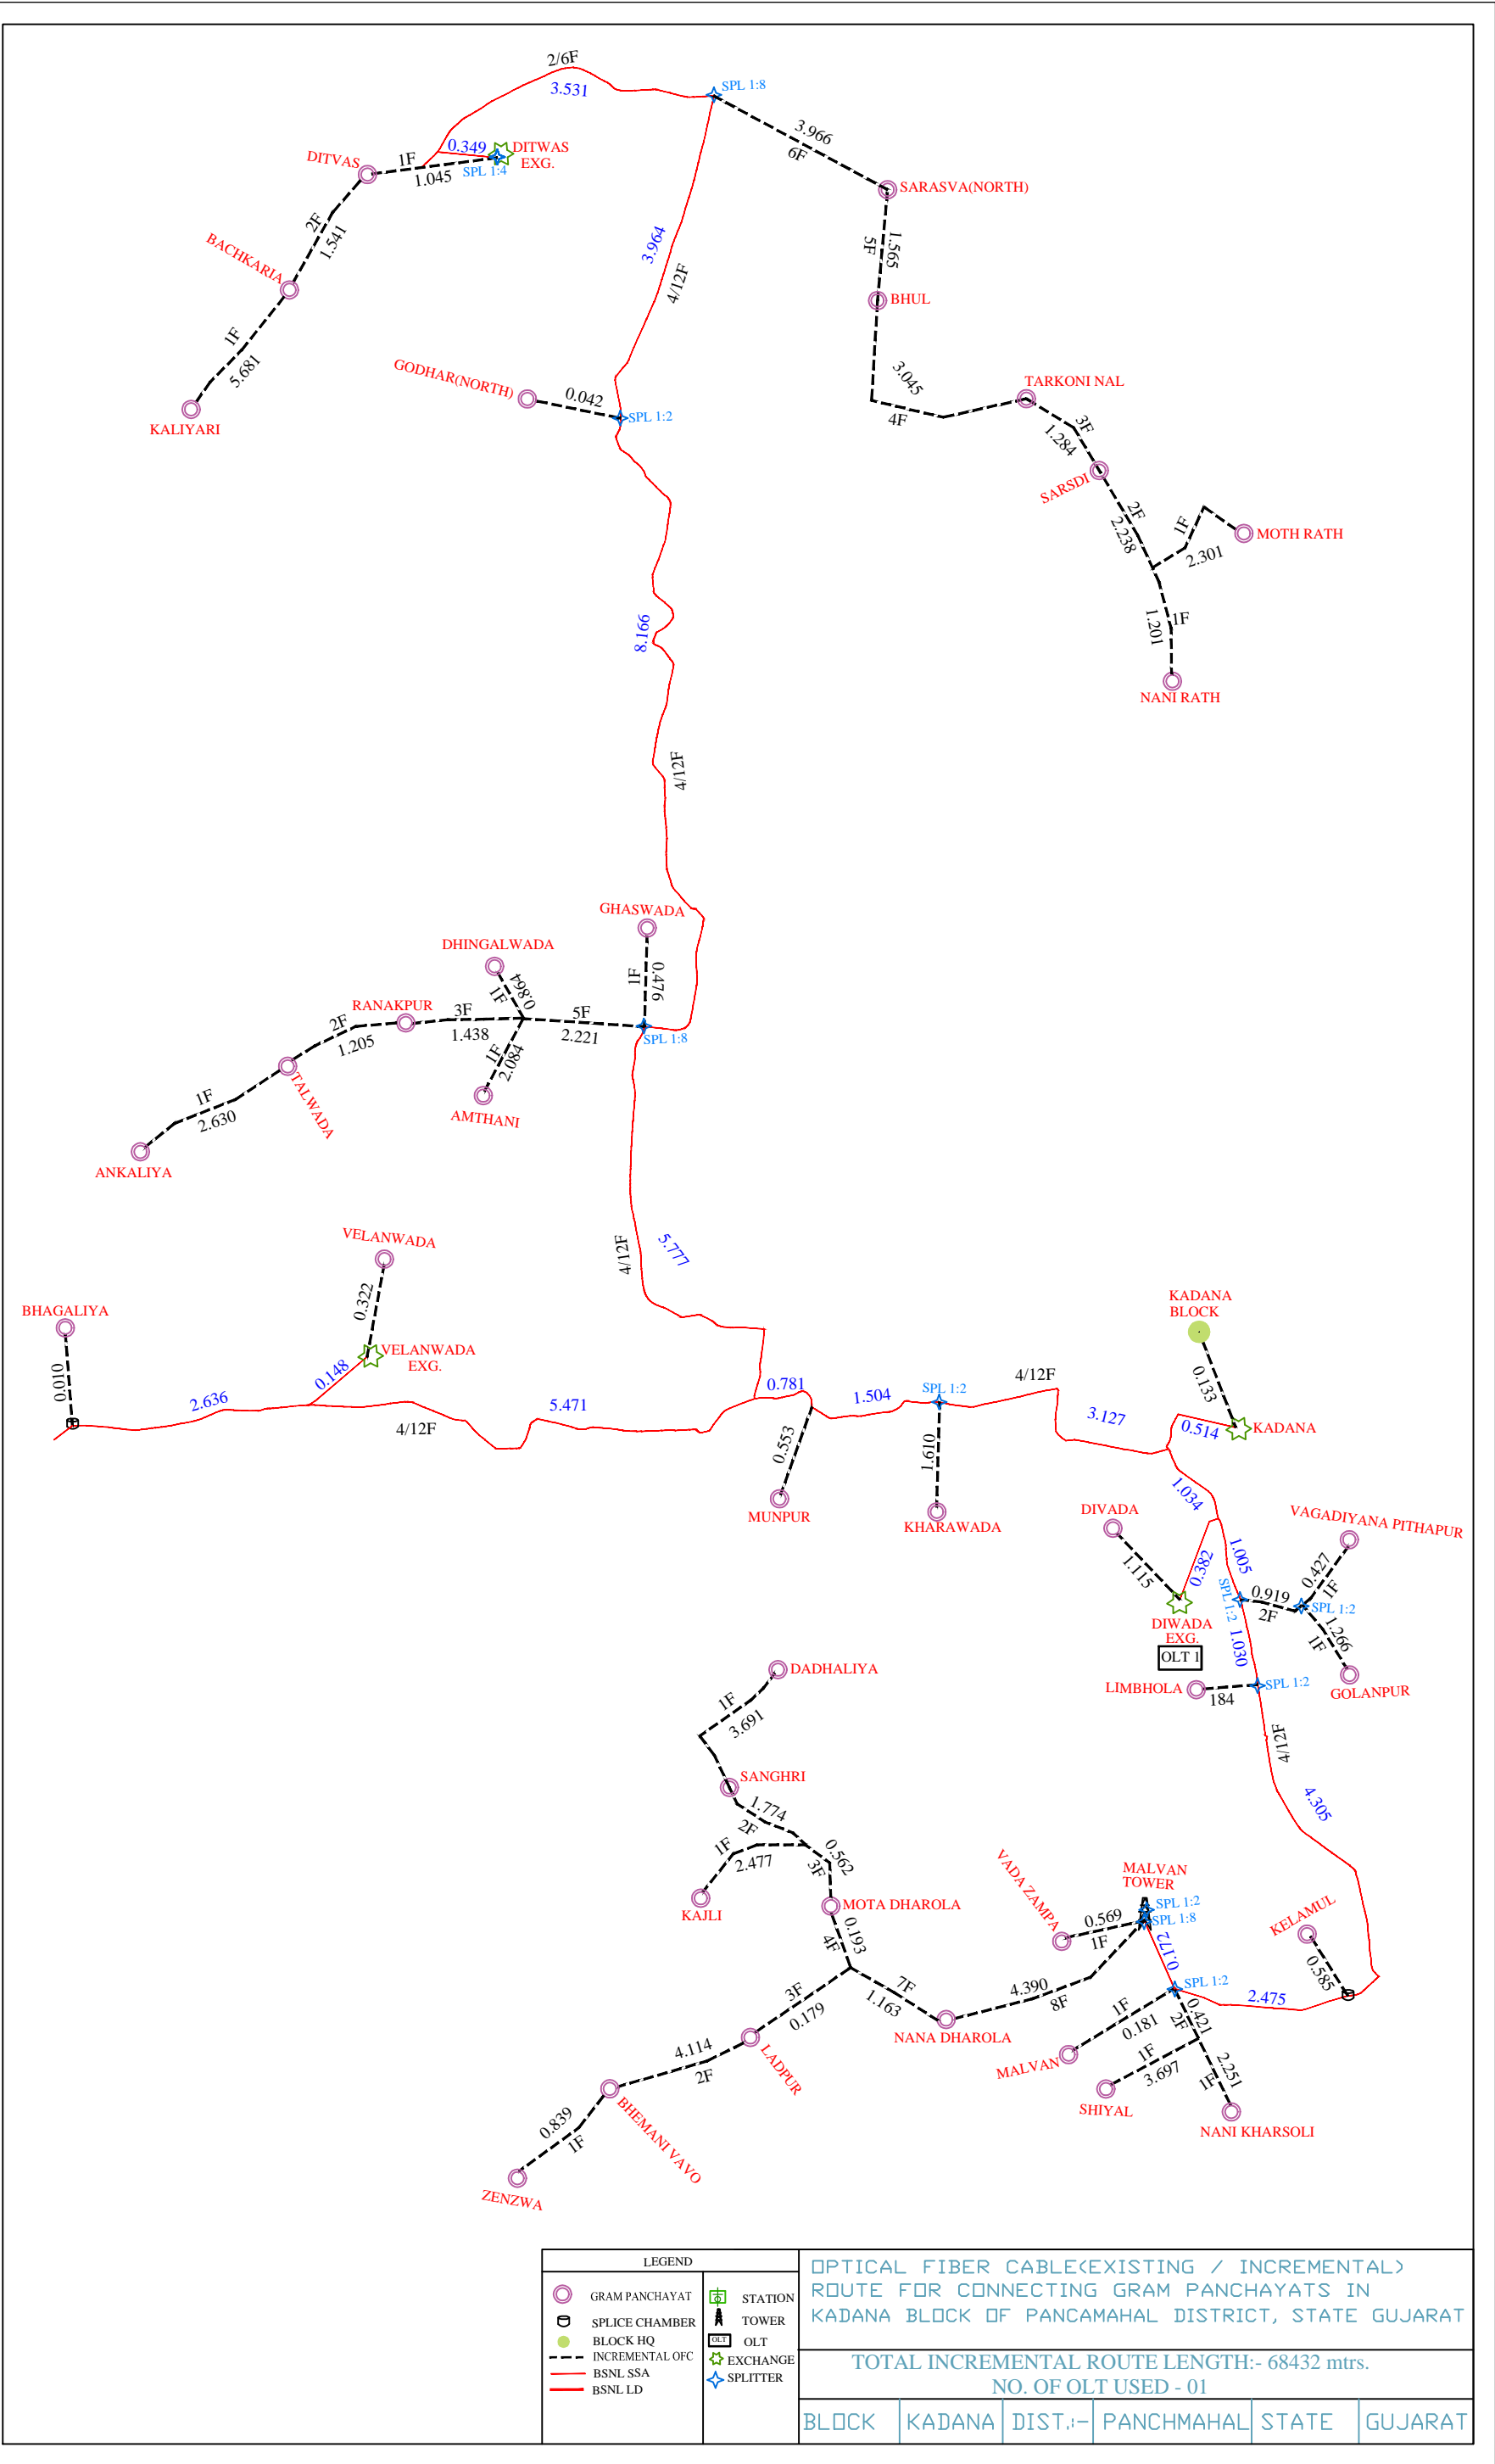 2/6F
3.531
SPL 1:8
3.966
6F
DITVAS
1F
1.045
0.349
SPL 1:4
DITWAS
EXG.
SARASVA(NORTH)
2F
1.541
BACHKARIA
3.964
4/12F
1.565
5F
BHUL
1F
5.681
KALIYARI
GODHAR(NORTH)
0.042
SPL 1:2
3.045
4F
TARKONI NAL
3F
1.284
SARSDI
2F
2.238
1F
2.301
MOTH RATH
1F
1.201
NANI RATH
8.166
4/12F
GHASWADA
1F
0.476
DHINGALWADA
0.864
1F
RANAKPUR
3F
1.438
5F
2.221
SPL 1:8
2F
1.205
1F
2.084
AMTHANI
TALWADA
1F
2.630
ANKALIYA
4/12F
5.777
VELANWADA
0.322
VELANWADA
EXG.
BHAGALIYA
0.010
2.636
0.148
4/12F
5.471
0.781
0.553
MUNPUR
1.504
SPL 1:2
1.610
KHARAWADA
4/12F
3.127
KADANA
BLOCK
0.133
0.514
KADANA
1.034
DIVADA
1.115
0.382
1.005
VAGADIYANA PITHAPUR
0.427
1F
SPL 1:2
0.919
2F
SPL 1:2
1.266
1F
GOLANPUR
DIWADA
EXG.
OLT 1
1.030
LIMBHOLA
184
SPL 1:2
4/12F
4.305
DADHALIYA
1F
3.691
SANGHRI
1.774
2F
1F
2.477
KAJLI
0.562
3F
MOTA DHAROLA
0.193
4F
VADA ZAMPA
0.569
1F
MALVAN
TOWER
SPL 1:2
SPL 1:8
0.172
KELAMUL
0.585
SPL 1:2
2.475
3F
0.179
7F
1.163
4.390
8F
NANA DHAROLA
LADPUR
4.114
2F
BHEMANI VAVO
0.839
1F
ZENZWA
1F
0.181
MALVAN
0.421
2F
1F
3.697
SHIYAL
2.251
1F
NANI KHARSOLI
LEGEND
GRAM PANCHAYAT
SPLICE CHAMBER
BLOCK HQ
INCREMENTAL OFC
BSNL SSA
BSNL LD
STATION
TOWER
OLT OLT
EXCHANGE
SPLITTER
OPTICAL FIBER CABLE(EXISTING / INCREMENTAL)
ROUTE FOR CONNECTING GRAM PANCHAYATS IN
KADANA BLOCK OF PANCAMAHAL DISTRICT, STATE GUJARAT
TOTAL INCREMENTAL ROUTE LENGTH:- 68432 mtrs.
NO. OF OLT USED - 01
BLOCK KADANA DIST.:- PANCHMAHAL STATE GUJARAT